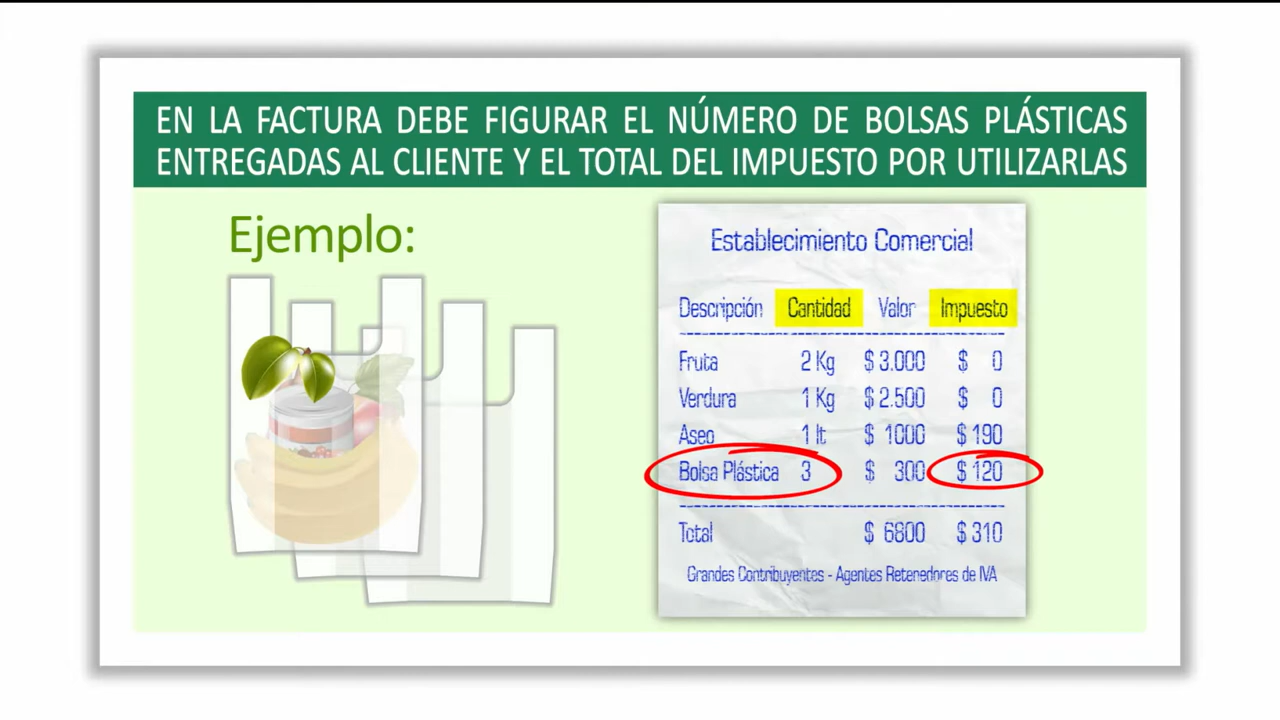 EN LA FACTURA DEBE FIGURAR EL NÚMERO DE BOLSAS PLÁSTICAS
ENTREGADAS AL CLIENTE Y EL TOTAL DEL IMPUESTO POR UTILIZARLAS
Ejemplo:
Establecimiento Comercial
Descripción Cantidad Valor Impuesto
Fruta 2 Kg $ 3.000 $ 0
Verdura 1 Kg $ 2.500 $ 0
Aseo 1 lt $ 1000 $ 190
Bolsa Plástica 3 $ 300 $ 120
Total $ 6800 $ 310
Grandes Contribuyentes - Agentes Retenedores de IVA